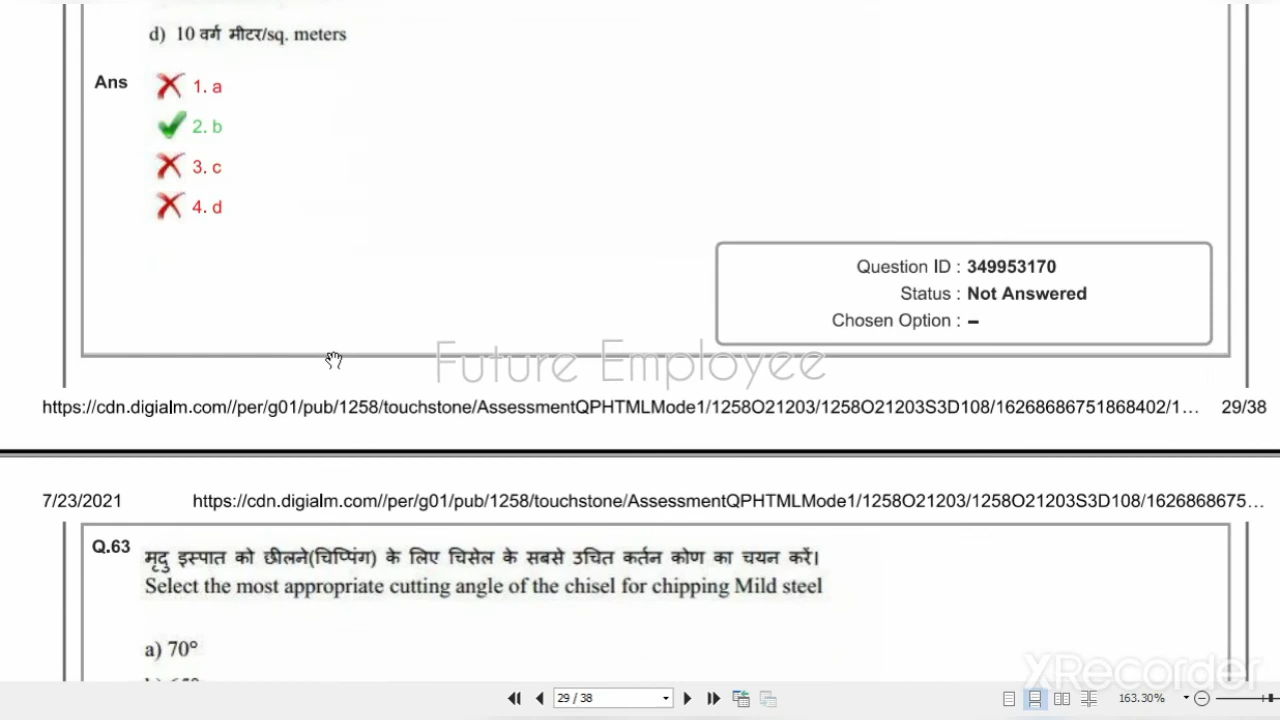 d) 10 वर्ग मीटर/sq. meters
Ans
1. a
2. b
3. c
4. d
Question ID : 349953170
Status : Not Answered
Chosen Option : –
Future Employee
https://cdn.digialm.com//per/g01/pub/1258/touchstone/AssessmentQPHTMLMode1/1258O21203/1258O21203S3D108/16268686751868402/1... 29/38
7/23/2021 https://cdn.digialm.com//per/g01/pub/1258/touchstone/AssessmentQPHTMLMode1/1258O21203/1258O21203S3D108/1626868675...
Q.63 मृदु इस्पात को छीलने(चिप्पिंग) के लिए चिसेल के सबसे उचित कर्तन कोण का चयन करें।
Select the most appropriate cutting angle of the chisel for chipping Mild steel
a) 70°
XRecorder
29 / 38
163.30%